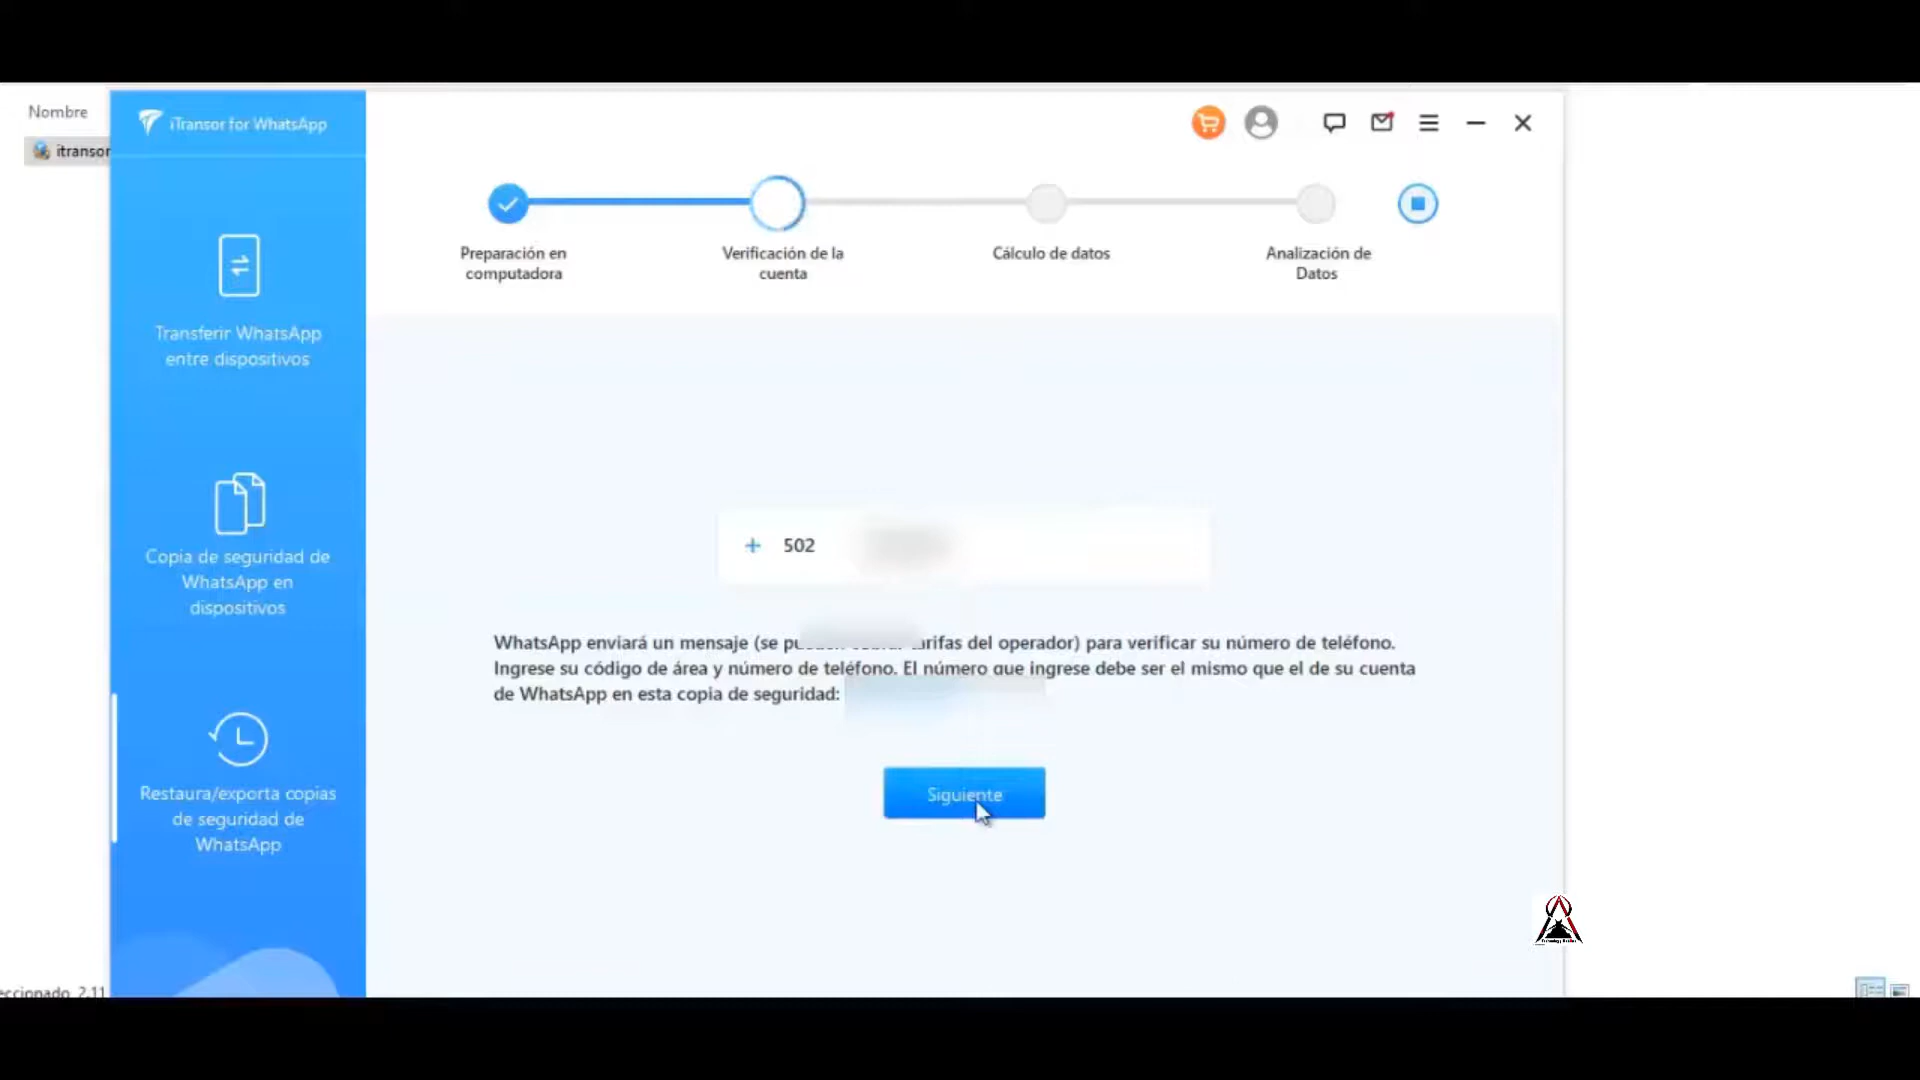 Nombre
iTransor for WhatsApp
itransor
Preparación en
computadora
Verificación de la
cuenta
Cálculo de datos
Analización de
Datos
Transferir WhatsApp
entre dispositivos
Copia de seguridad de
WhatsApp en
dispositivos
+ 502
WhatsApp enviará un mensaje (se tarifas del operador) para verificar su número de teléfono.
Ingrese su código de área y número de teléfono. El número que ingrese debe ser el mismo que el de su cuenta
de WhatsApp en esta copia de seguridad:
Siguiente
Restaura/exporta copias
de seguridad de
WhatsApp
eccionado 2,11